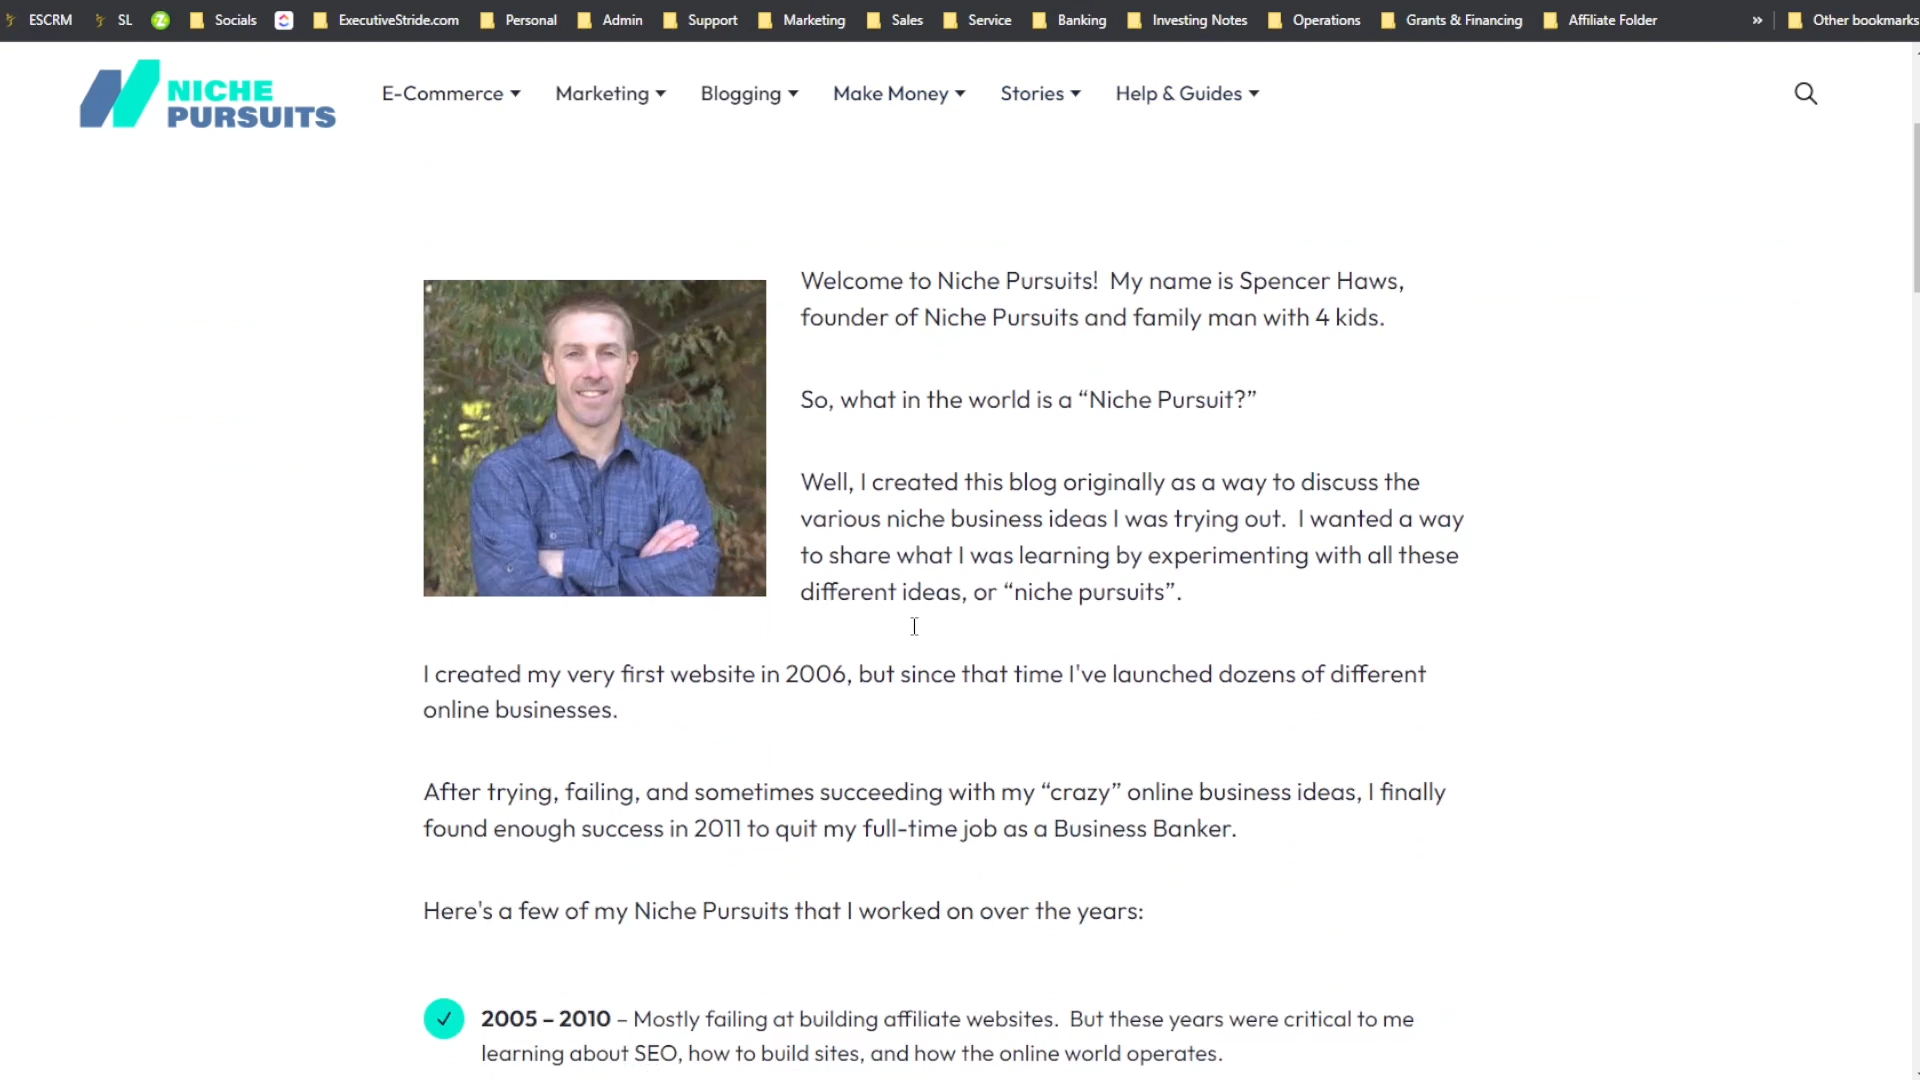 ESCRM SL Socials ExecutiveStride.com Personal Admin Support Marketing Sales Service Banking Investing Notes Operations Grants & Financing Affiliate Folder » Other bookmarks
NICHE
PURSUITS
E-Commerce Marketing Blogging Make Money Stories Help & Guides
Welcome to Niche Pursuits!  My name is Spencer Haws,
founder of Niche Pursuits and family man with 4 kids.
So, what in the world is a “Niche Pursuit?”
Well, I created this blog originally as a way to discuss the
various niche business ideas I was trying out.  I wanted a way
to share what I was learning by experimenting with all these
different ideas, or “niche pursuits”.
I created my very first website in 2006, but since that time I've launched dozens of different
online businesses.
After trying, failing, and sometimes succeeding with my “crazy” online business ideas, I finally
found enough success in 2011 to quit my full-time job as a Business Banker.
Here's a few of my Niche Pursuits that I worked on over the years:
2005 – 2010 – Mostly failing at building affiliate websites.  But these years were critical to me
learning about SEO, how to build sites, and how the online world operates.